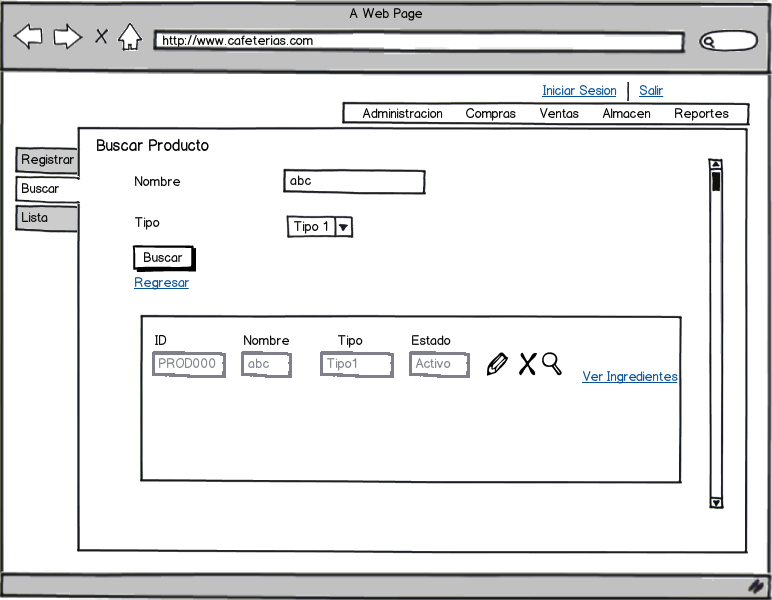 A Web Page
http://www.cafeterias.com
Iniciar Sesion | Salir
Administracion Compras Ventas Almacen Reportes
Buscar Producto
Registrar
Buscar
Lista
Nombre abc
Tipo Tipo 1
Buscar
Regresar
ID Nombre Tipo Estado
PROD000 abc Tipo1 Activo
Ver Ingredientes